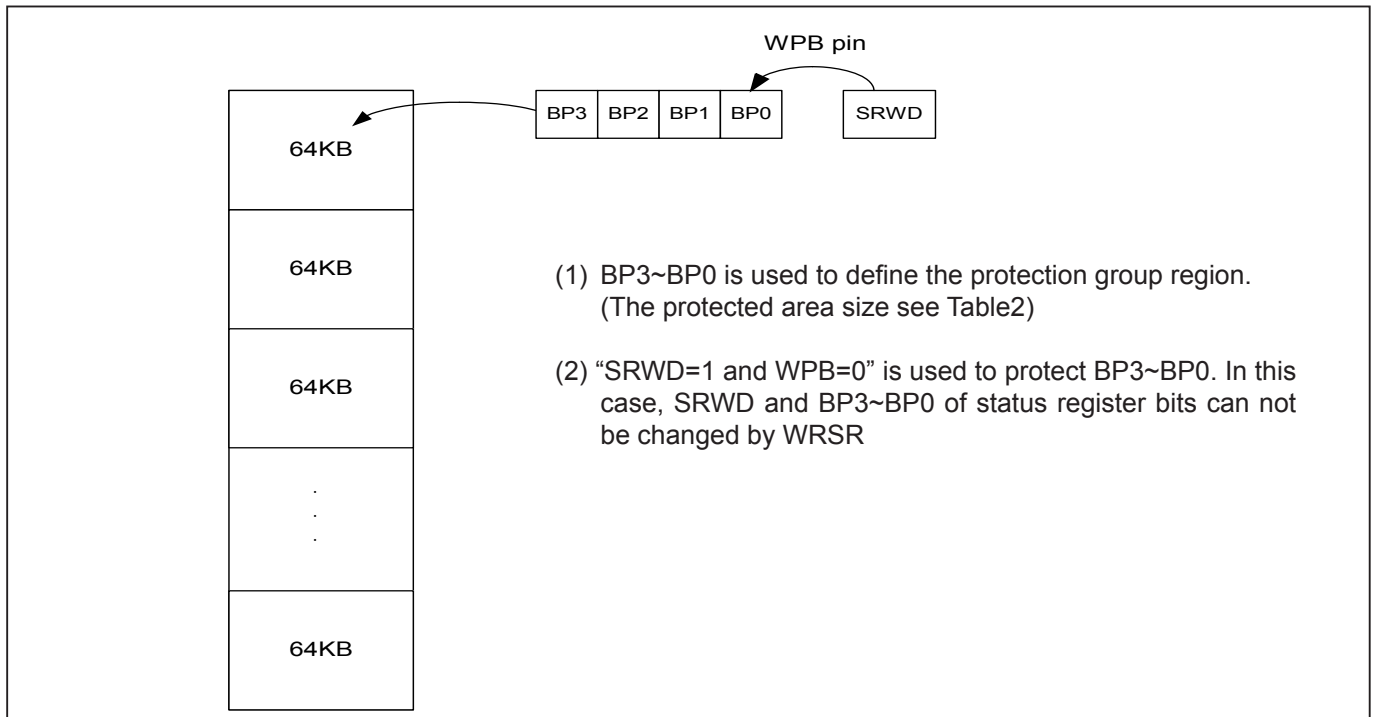 WPB pin
BP3 BP2 BP1 BP0 SRWD
64KB
64KB
64KB
.
.
.
64KB
(1) BP3~BP0 is used to define the protection group region.
(The protected area size see Table2)
(2) “SRWD=1 and WPB=0” is used to protect BP3~BP0. In this
case, SRWD and BP3~BP0 of status register bits can not
be changed by WRSR